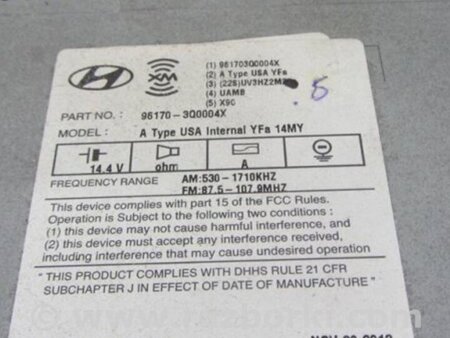 (1) 961703Q0004X
(2) A Type USA YFa
XM
(4) UAMB
(5) X90
5
PART NO. : 96170 - 3Q0004X
MODEL : A Type USA Internal YFa 14MY
14.4 V ohm A
FREQUENCY RANGE AM:530-1710KHZ
FM:87.5-107.9MHZ
This device complies with part 15 of the FCC Rules.
Operation is Subject to the following two conditions :
(1) this device may not cause harmful interference, and
(2) this device must accept any interference received,
including interference that may cause undesired operation
"THIS PRODUCT COMPLIES WITH DHHS RULE 21 CFR
SUBCHAPTER J IN EFFECT OF DATE OF MANUFACTURE"